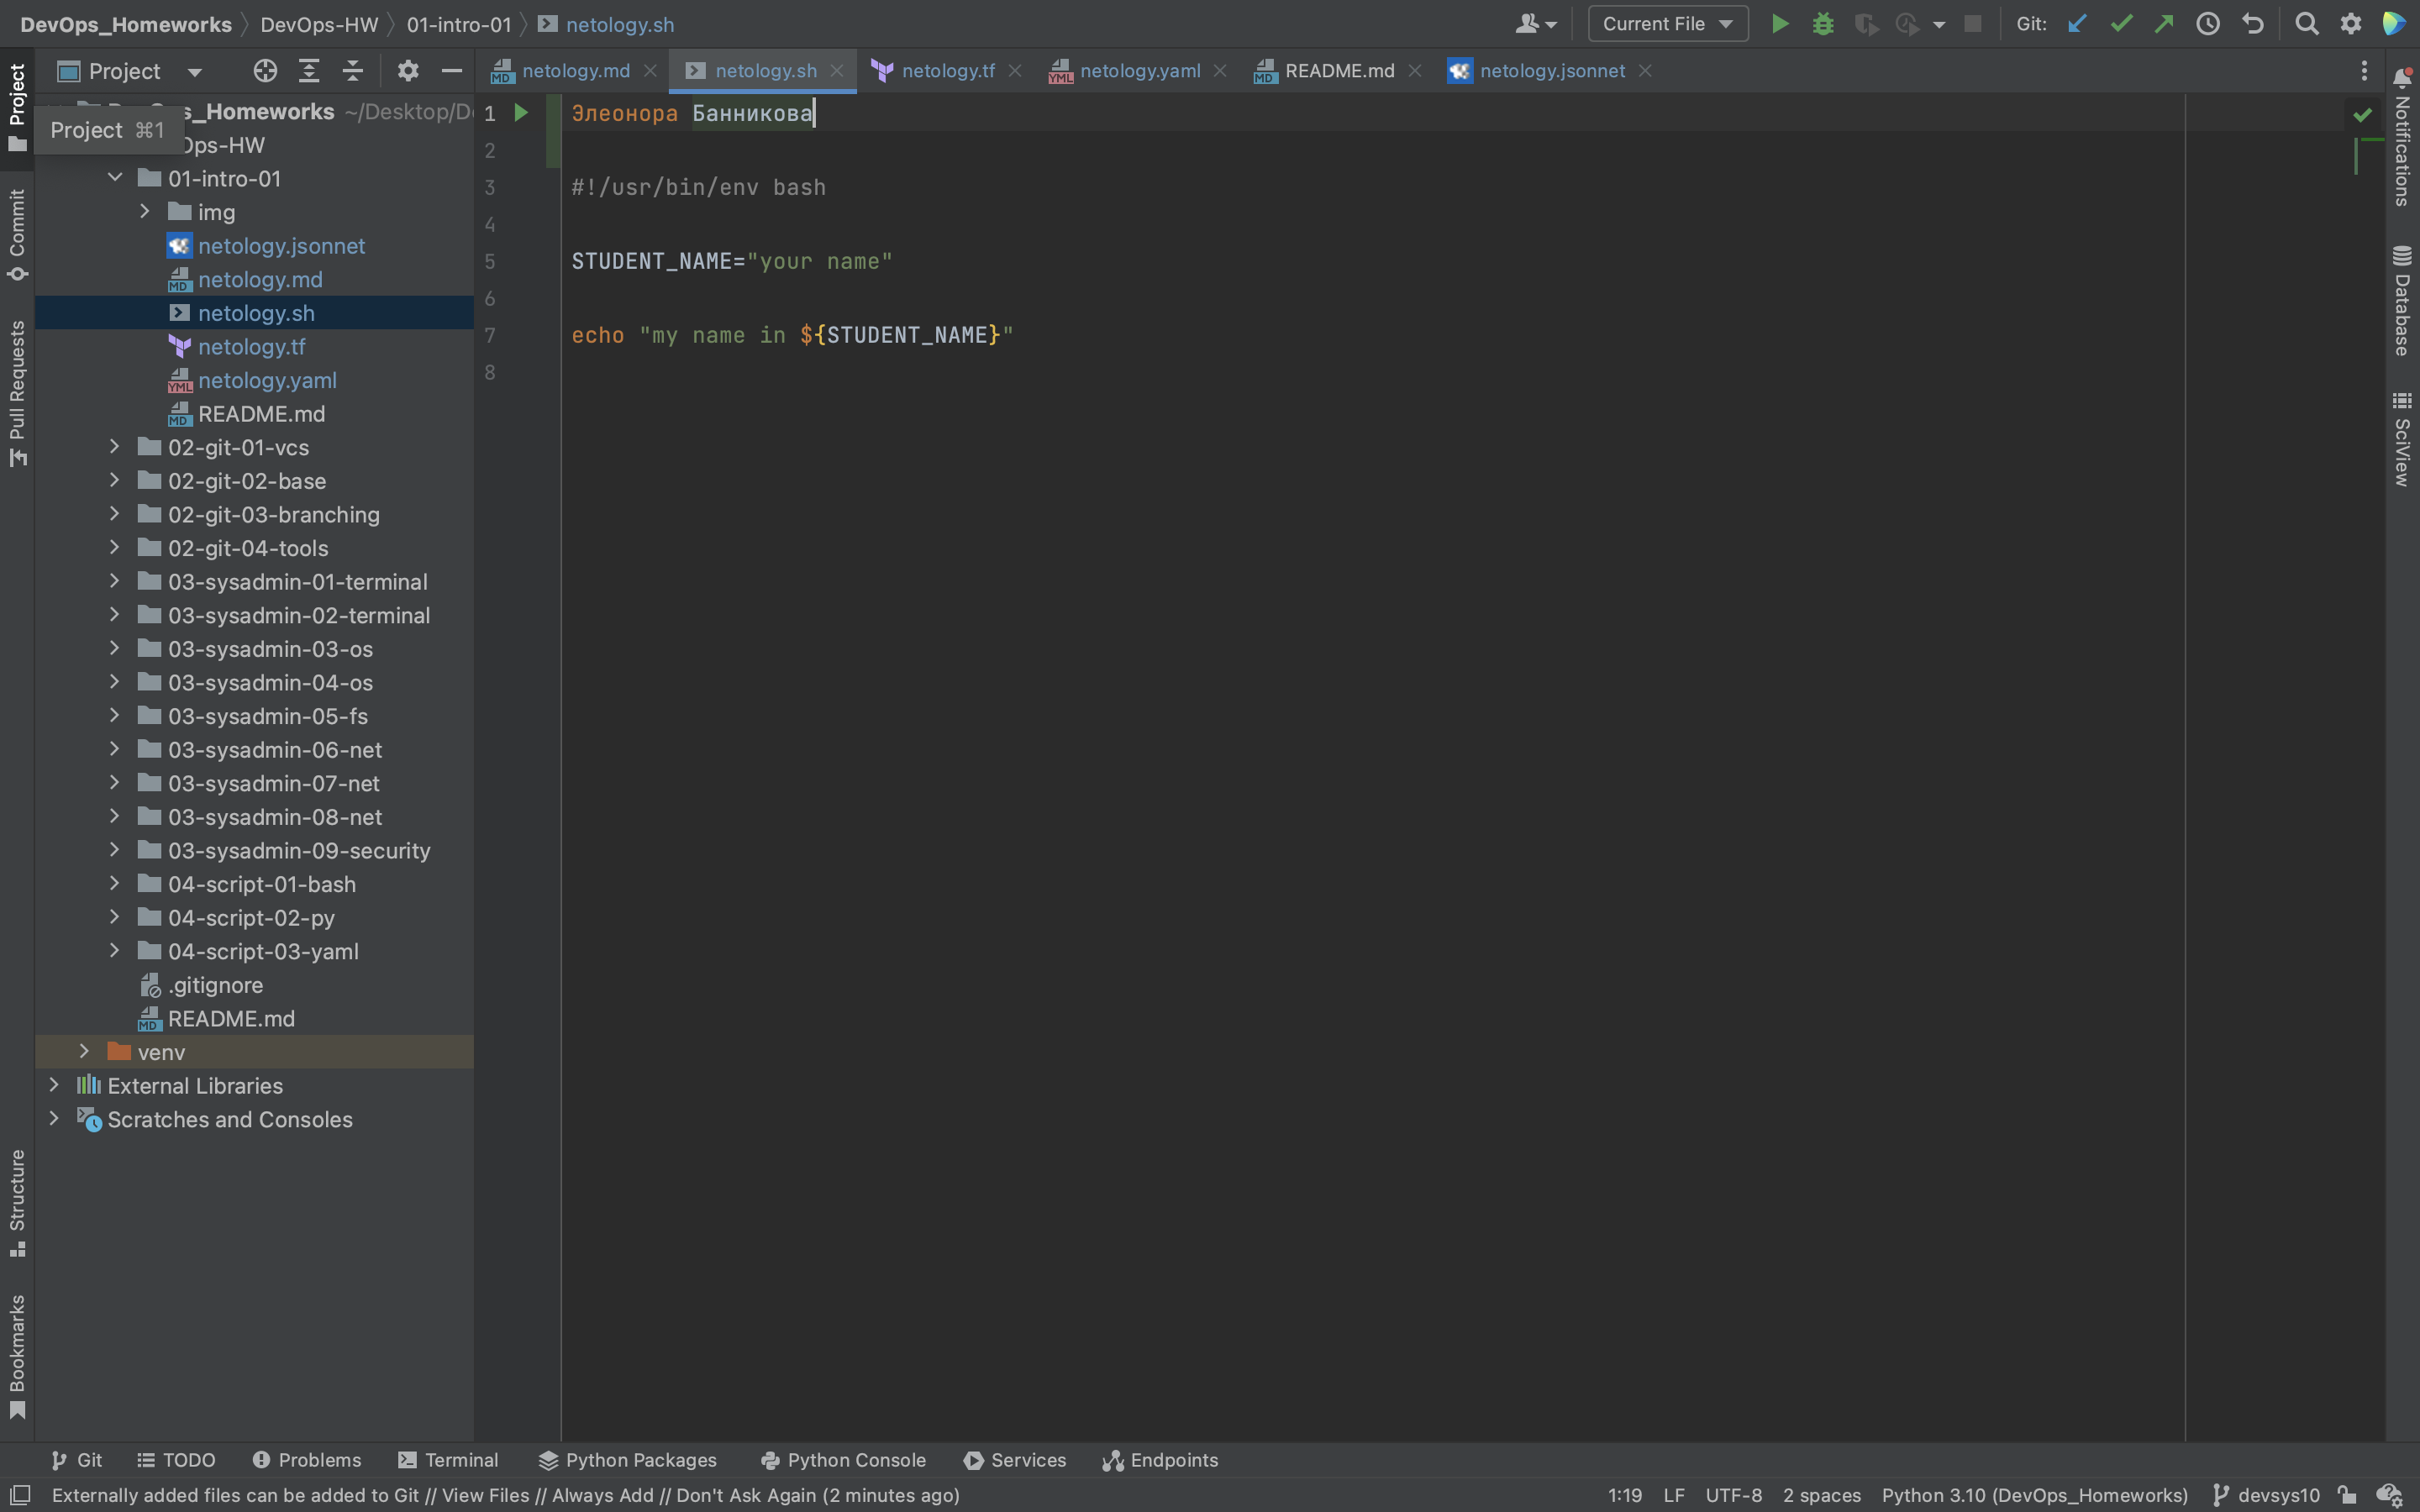 DevOps_Homeworks DevOps-HW 01-intro-01 netology.sh Current File Git:
Project netology.md netology.sh netology.tf netology.yaml README.md netology.jsonnet
s_Homeworks ~/Desktop/De
Project ⌘1
Ops-HW
01-intro-01
img
netology.jsonnet
netology.md
netology.sh
netology.tf
netology.yaml
README.md
02-git-01-vcs
02-git-02-base
02-git-03-branching
02-git-04-tools
03-sysadmin-01-terminal
03-sysadmin-02-terminal
03-sysadmin-03-os
03-sysadmin-04-os
03-sysadmin-05-fs
03-sysadmin-06-net
03-sysadmin-07-net
03-sysadmin-08-net
03-sysadmin-09-security
04-script-01-bash
04-script-02-py
04-script-03-yaml
.gitignore
README.md
venv
External Libraries
Scratches and Consoles
1 Элеонора Банникова
2
3 #!/usr/bin/env bash
4
5 STUDENT_NAME="your name"
6
7 echo "my name in ${STUDENT_NAME}"
8
Project
Commit
Pull Requests
Structure
Bookmarks
Notifications
Database
SciView
Git TODO Problems Terminal Python Packages Python Console Services Endpoints
Externally added files can be added to Git // View Files // Always Add // Don't Ask Again (2 minutes ago) 1:19 LF UTF-8 2 spaces Python 3.10 (DevOps_Homeworks) devsys10